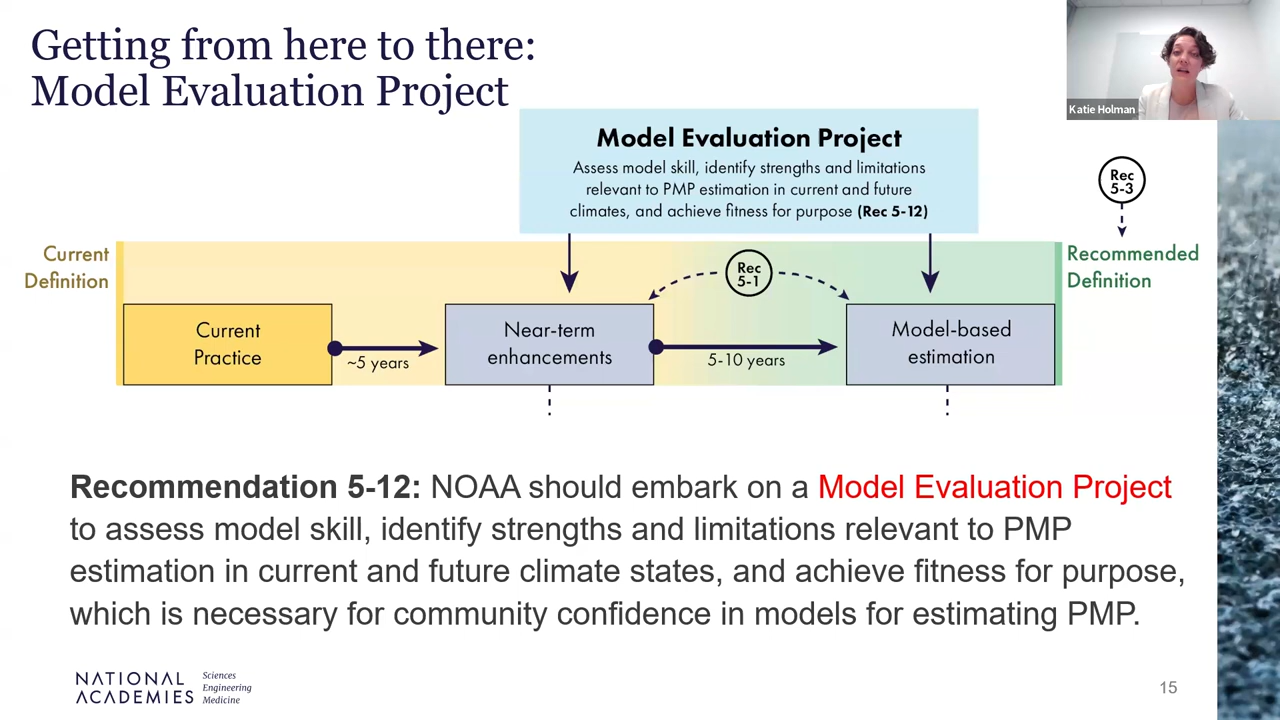 Getting from here to there:
Model Evaluation Project
Katie Holman
Model Evaluation Project
Assess model skill, identify strengths and limitations
relevant to PMP estimation in current and future
climates, and achieve fitness for purpose (Rec 5-12)
Rec
5-3
Current
Definition
Rec
5-1
Recommended
Definition
Current
Practice
~5 years
Near-term
enhancements
5-10 years
Model-based
estimation
Recommendation 5-12: NOAA should embark on a Model Evaluation Project
to assess model skill, identify strengths and limitations relevant to PMP
estimation in current and future climate states, and achieve fitness for purpose,
which is necessary for community confidence in models for estimating PMP.
NATIONAL
ACADEMIES
Sciences
Engineering
Medicine
15